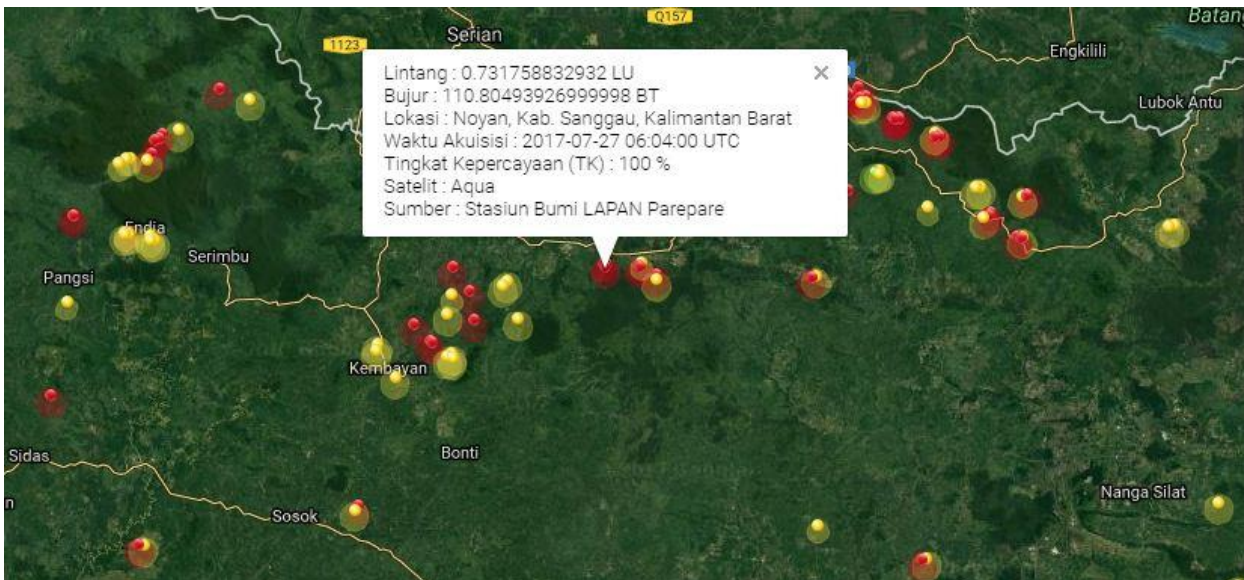 Q157
Batang
Serian
1123
Engkilili
Lintang : 0.731758832932 LU
Bujur : 110.80493926999998 BT
Lokasi : Noyan, Kab. Sanggau, Kalimantan Barat
Waktu Akuisisi : 2017-07-27 06:04:00 UTC
Tingkat Kepercayaan (TK) : 100 %
Satelit : Aqua
Sumber : Stasiun Bumi LAPAN Parepare
Lubok Antu
Serimbu
Pangsi
Kembayan
Bonti
Sidas
Nanga Silat
n
Sosok